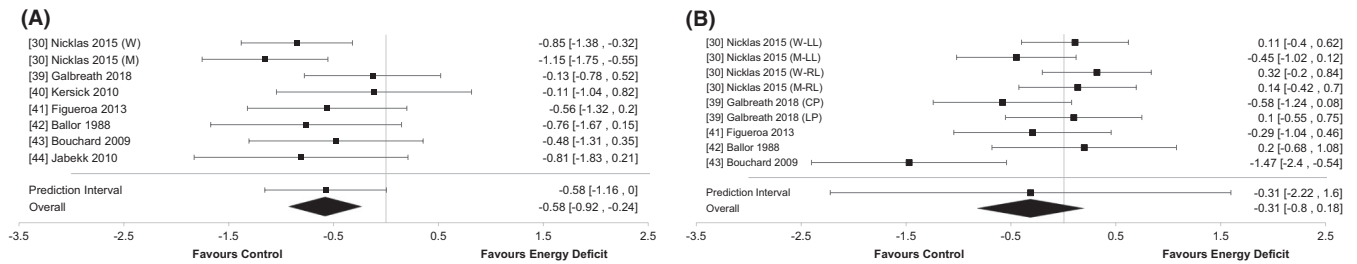 (A)
[30] Nicklas 2015 (W) -0.85 [-1.38 , -0.32]
[30] Nicklas 2015 (M) -1.15 [-1.75 , -0.55]
[39] Galbreath 2018 -0.13 [-0.78 , 0.52]
[40] Kersick 2010 -0.11 [-1.04 , 0.82]
[41] Figueroa 2013 -0.56 [-1.32 , 0.2]
[42] Ballor 1988 -0.76 [-1.67 , 0.15]
[43] Bouchard 2009 -0.48 [-1.31 , 0.35]
[44] Jabekk 2010 -0.81 [-1.83 , 0.21]
Prediction Interval -0.58 [-1.16 , 0]
Overall -0.58 [-0.92 , -0.24]
-3.5 -2.5 -1.5 -0.5 0.5 1.5 2.5
Favours Control Favours Energy Deficit
(B)
[30] Nicklas 2015 (W-LL) 0.11 [-0.4 , 0.62]
[30] Nicklas 2015 (M-LL) -0.45 [-1.02 , 0.12]
[30] Nicklas 2015 (W-RL) 0.32 [-0.2 , 0.84]
[30] Nicklas 2015 (M-RL) 0.14 [-0.42 , 0.7]
[39] Galbreath 2018 (CP) -0.58 [-1.24 , 0.08]
[39] Galbreath 2018 (LP) 0.1 [-0.55 , 0.75]
[41] Figueroa 2013 -0.29 [-1.04 , 0.46]
[42] Ballor 1988 0.2 [-0.68 , 1.08]
[43] Bouchard 2009 -1.47 [-2.4 , -0.54]
Prediction Interval -0.31 [-2.22 , 1.6]
Overall -0.31 [-0.8 , 0.18]
-3.5 -2.5 -1.5 -0.5 0.5 1.5 2.5
Favours Control Favours Energy Deficit